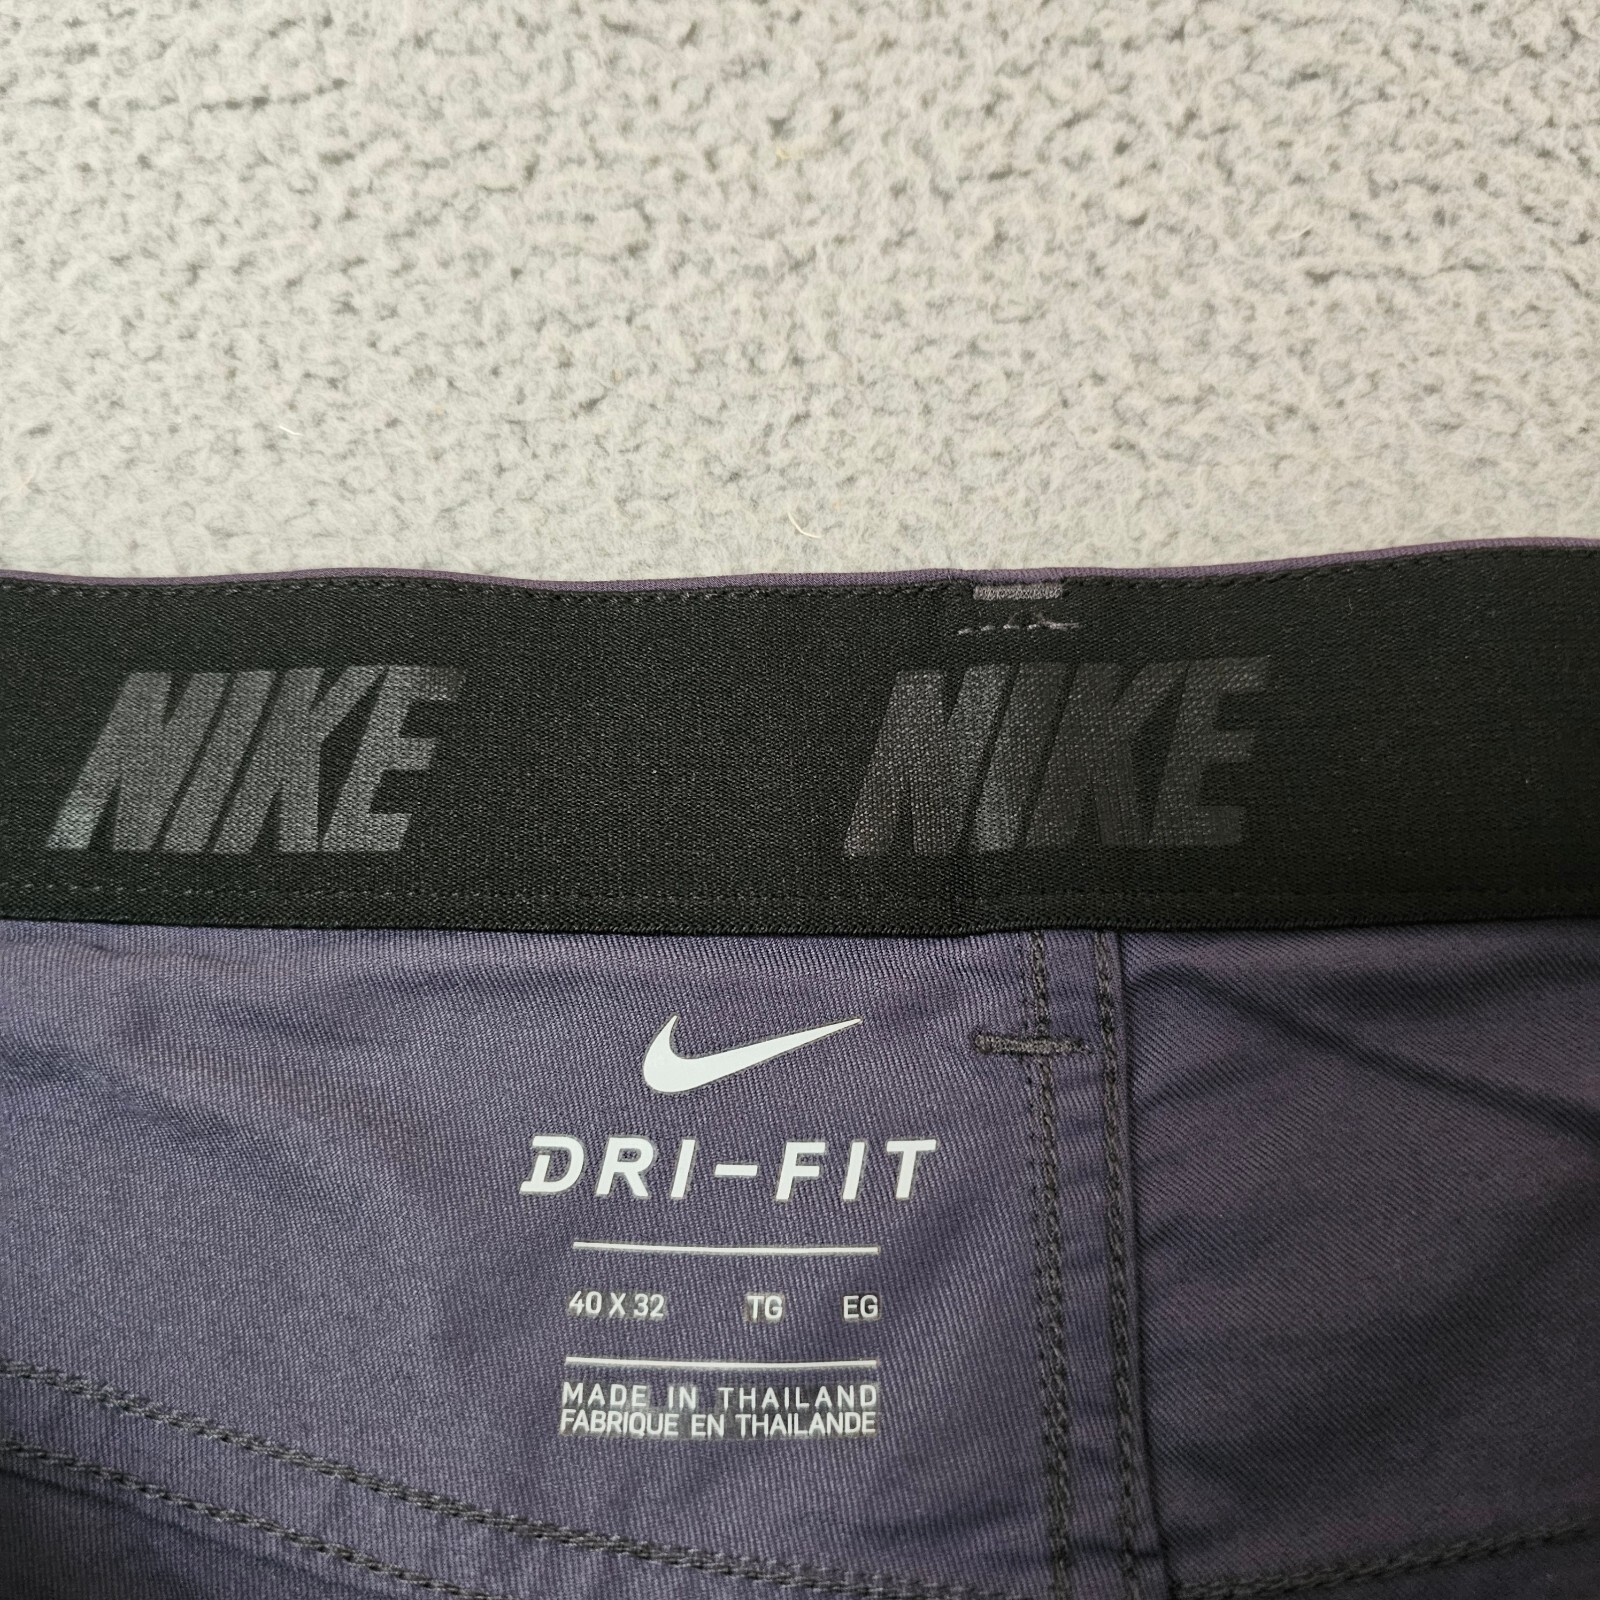 NIKE NIKE
DRI-FIT
40 X 32 TG EG
MADE IN THAILAND
FABRIQUE EN THAILANDE